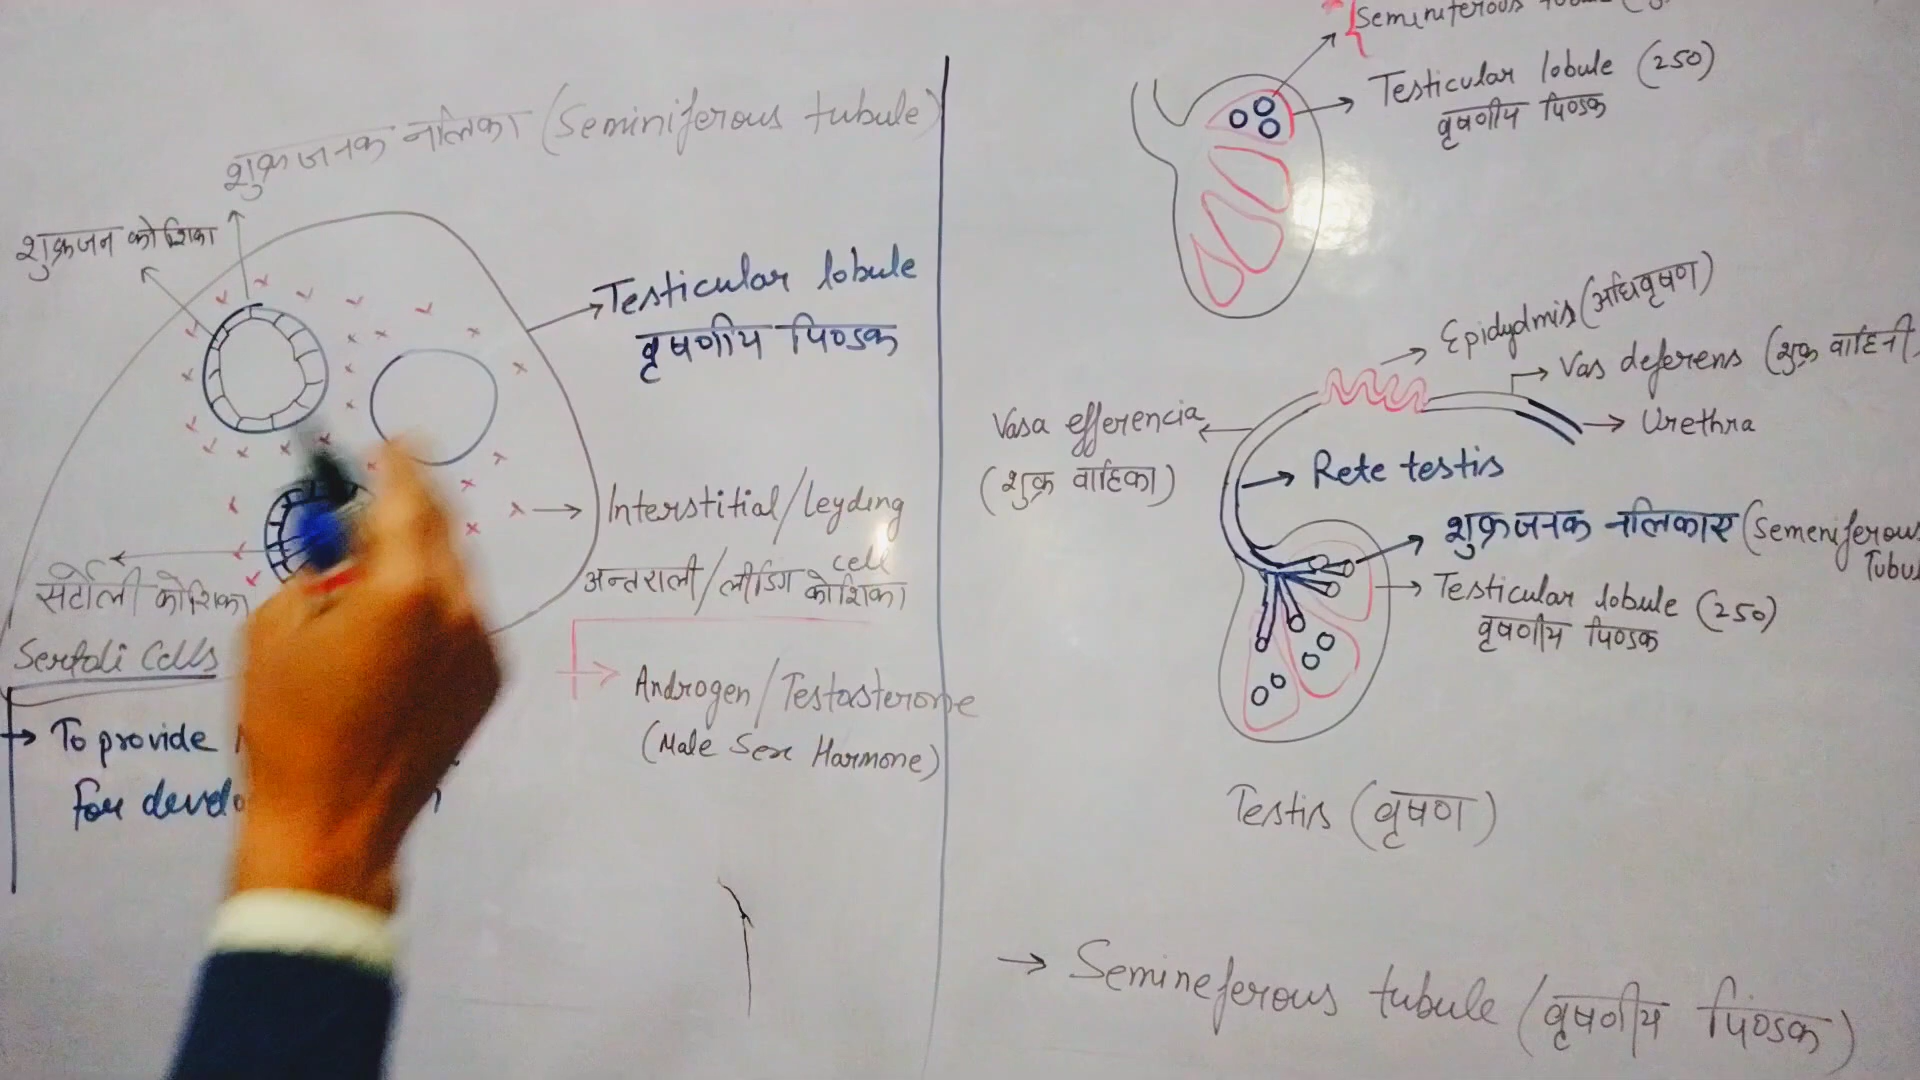 शुक्रजनक नलिका (Seminiferous tubule)
शुक्रजन कोशिका
Testicular lobule
वृषणीय पिण्डक
Interstitial/Leyding
cell
अन्तराली/लीडिंग कोशिका
सर्टोली कोशिका
Sertoli Cells
To provide
for develo
Androgen/Testasterone
(Male Sex Harmone)
Seminiferous
Testicular lobule (250)
वृषणीय पिण्डक
Epidydmis (अधिवृषण)
Vas deferens (शुक्र वाहिनी
Urethra
Vasa efferencia
(शुक्र वाहिका)
Rete testis
शुक्रजनक नलिकाए (Semeniferous
Tubu
Testicular lobule (250)
वृषणीय पिण्डक
Testis (वृषण)
→ Semineferous tubule (वृषणीय पिण्डक)